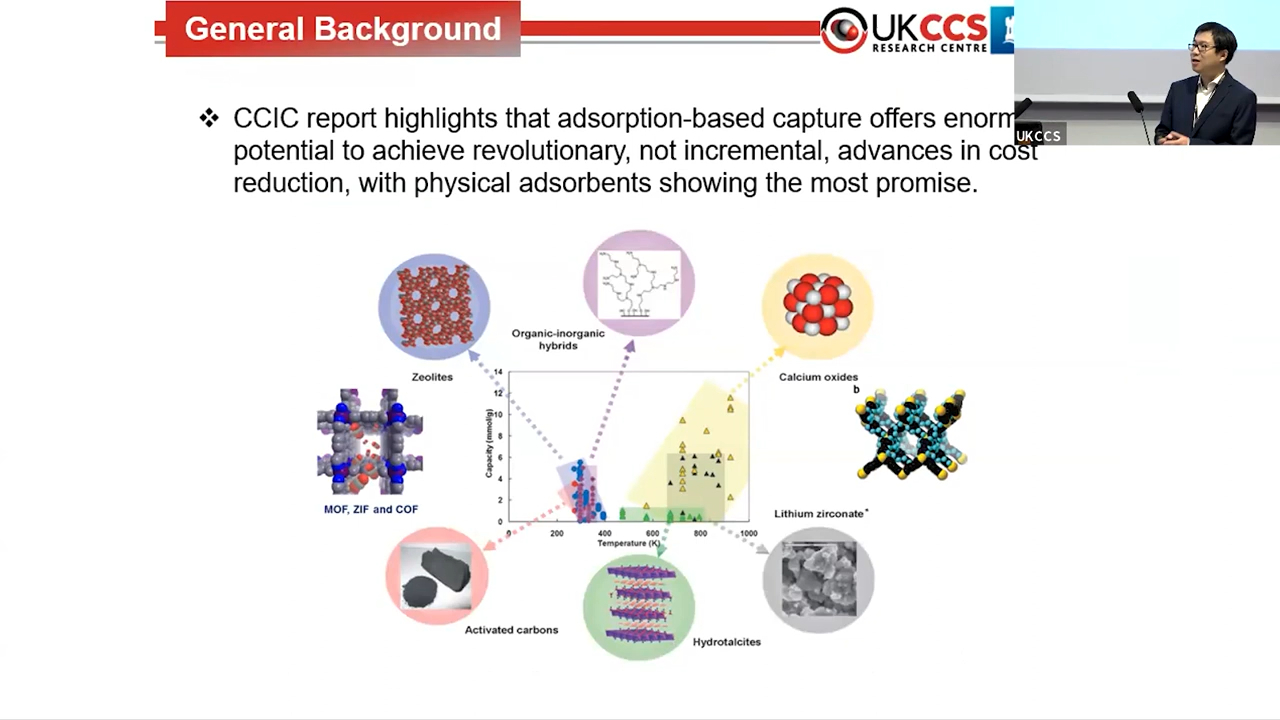 General Background
UKCCS
RESEARCH CENTRE
❖ CCIC report highlights that adsorption-based capture offers
potential to achieve revolutionary, not incremental, advances in cost
reduction, with physical adsorbents showing the most promise.
UKCCS
Organic-inorganic
hybrids
Zeolites
Calcium oxides
b
MOF, ZIF and COF
Lithium zirconate*
Activated carbons
Hydrotalcites
Capacity (mmol/g)
14
12
10
8
6
4
2
0
0 200 400 600 800 1000
Temperature (K)